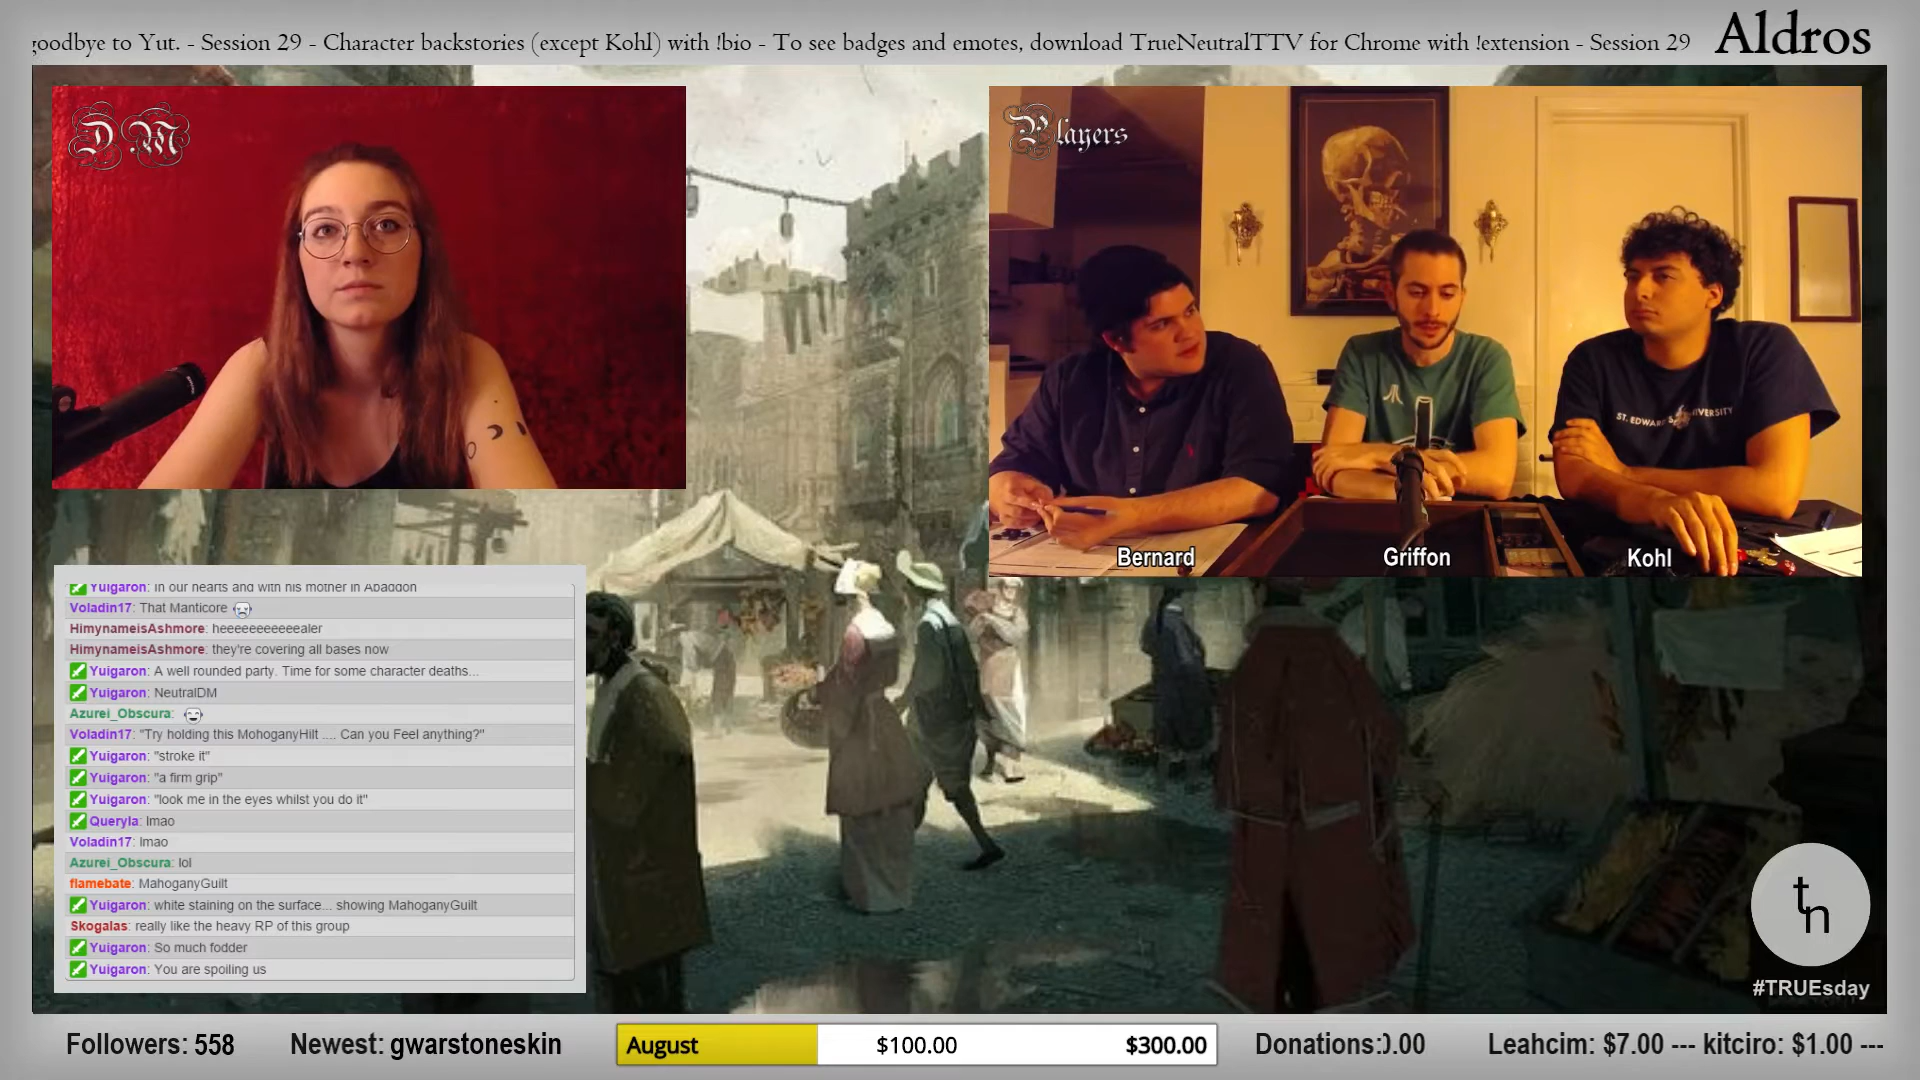 goodbye to Yut. - Session 29 - Character backstories (except Kohl) with !bio - To see badges and emotes, download TrueNeutralTTV for Chrome with !extension - Session 29
Aldros
D.M
Players
ST. EDWARD'S UNIVERSITY
Bernard
Griffon
Kohl
Yuigaron: In our hearts and with his mother in Abaddon
Voladin17: That Manticore
HimynameisAshmore: heeeeeeeeeeealer
HimynameisAshmore: they're covering all bases now
Yuigaron: A well rounded party. Time for some character deaths...
Yuigaron: NeutralDM
Azurei_Obscura:
Voladin17: "Try holding this MohoganyHilt .... Can you Feel anything?"
Yuigaron: "stroke it"
Yuigaron: "a firm grip"
Yuigaron: "look me in the eyes whilst you do it"
Queryla: lmao
Voladin17: lmao
Azurei_Obscura: lol
flamebate: MahoganyGuilt
Yuigaron: white staining on the surface... showing MahoganyGuilt
Skogalas: really like the heavy RP of this group
Yuigaron: So much fodder
Yuigaron: You are spoiling us
tn
#TRUEsday
Followers: 558
Newest: gwarstoneskin
August
$100.00
$300.00
Donations:
0.00
Leahcim: $7.00 --- kitciro: $1.00 ---